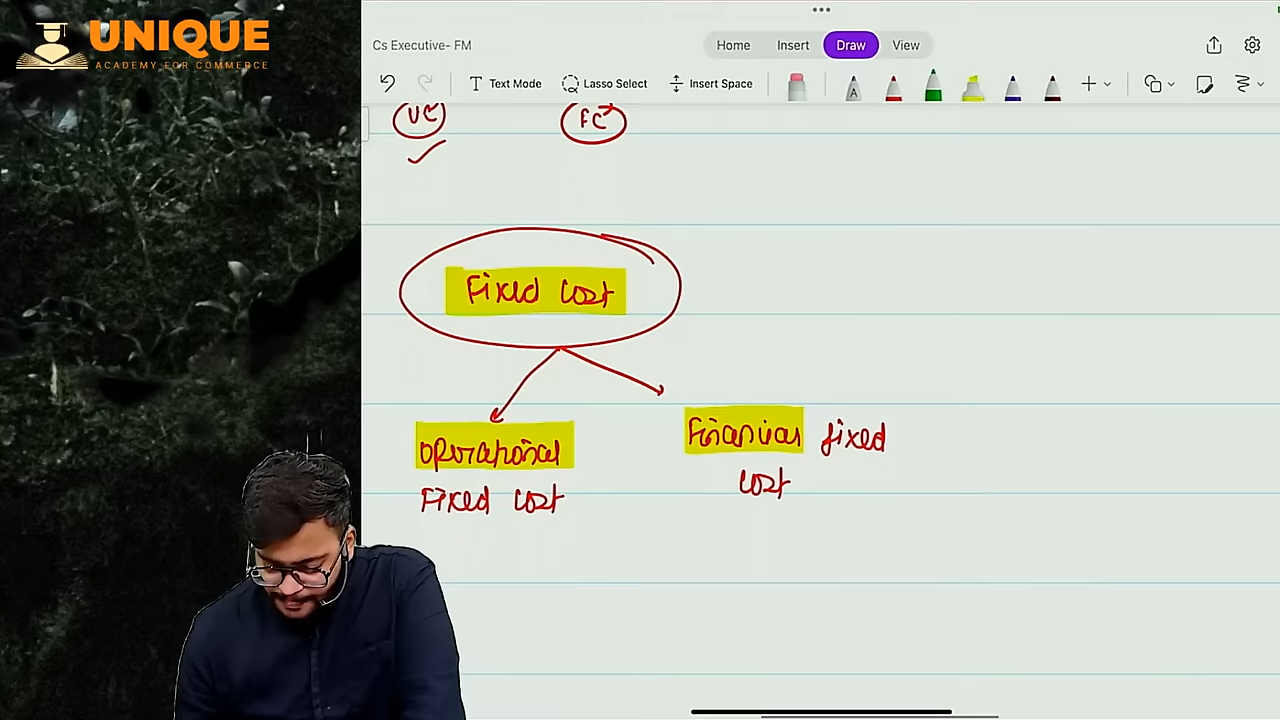 UNIQUE
ACADEMY FOR COMMERCE
Cs Executive- FM
Home Insert Draw View
Text Mode Lasso Select Insert Space
VC FC
Fixed cost
operational
Fixed cost
Financial fixed
cost